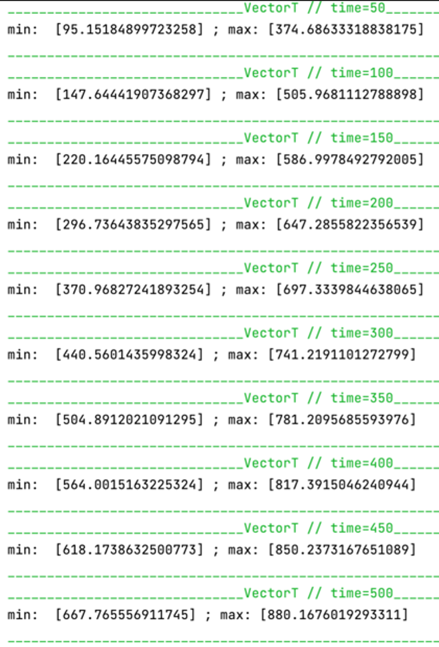 ______________________________VectorT // time=50______
min:  [95.15184899723258] ; max: [374.68633318838175]
______________________________VectorT // time=100_____
min:  [147.64441907368297] ; max: [505.9681112788898]
______________________________VectorT // time=150_____
min:  [220.16445575098794] ; max: [586.9978492792005]
______________________________VectorT // time=200_____
min:  [296.73643835297565] ; max: [647.2855822356539]
______________________________VectorT // time=250_____
min:  [370.96827241893254] ; max: [697.3339844638065]
______________________________VectorT // time=300_____
min:  [440.5601435998324] ; max: [741.2191101272799]
______________________________VectorT // time=350_____
min:  [504.8912021091295] ; max: [781.2095685593976]
______________________________VectorT // time=400_____
min:  [564.0015163225324] ; max: [817.3915046240944]
______________________________VectorT // time=450_____
min:  [618.1738632500773] ; max: [850.2373167651089]
______________________________VectorT // time=500_____
min:  [667.765556911745] ; max: [880.1676019293311]